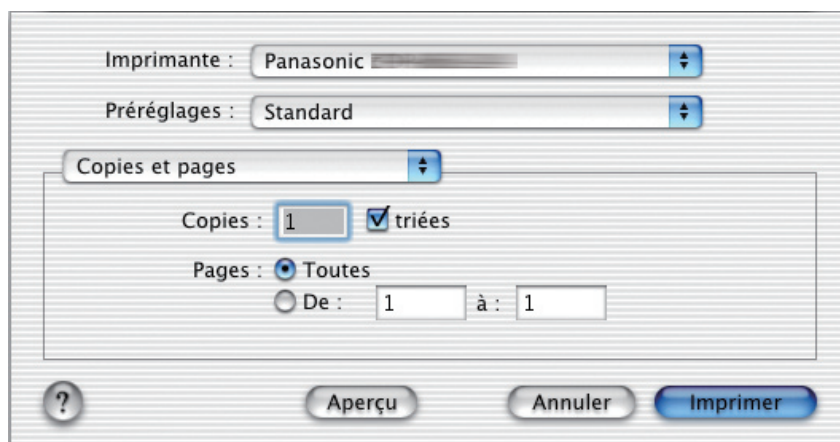 Imprimante : Panasonic
Préréglages : Standard
Copies et pages
Copies : 1 triées
Pages : Toutes
De : 1 à : 1
? Aperçu Annuler Imprimer